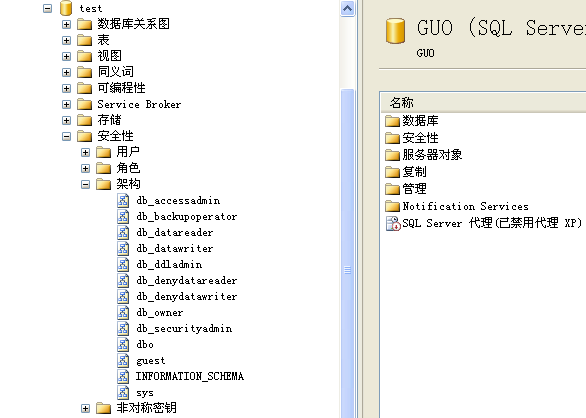 test
数据库关系图
表
视图
同义词
可编程性
Service Broker
存储
安全性
用户
角色
架构
db_accessadmin
db_backupoperator
db_datareader
db_datawriter
db_ddladmin
db_denydatareader
db_denydatawriter
db_owner
db_securityadmin
dbo
guest
INFORMATION_SCHEMA
sys
非对称密钥
GUO (SQL Serve
GUO
名称
数据库
安全性
服务器对象
复制
管理
Notification Services
SQL Server 代理(已禁用代理 XP)